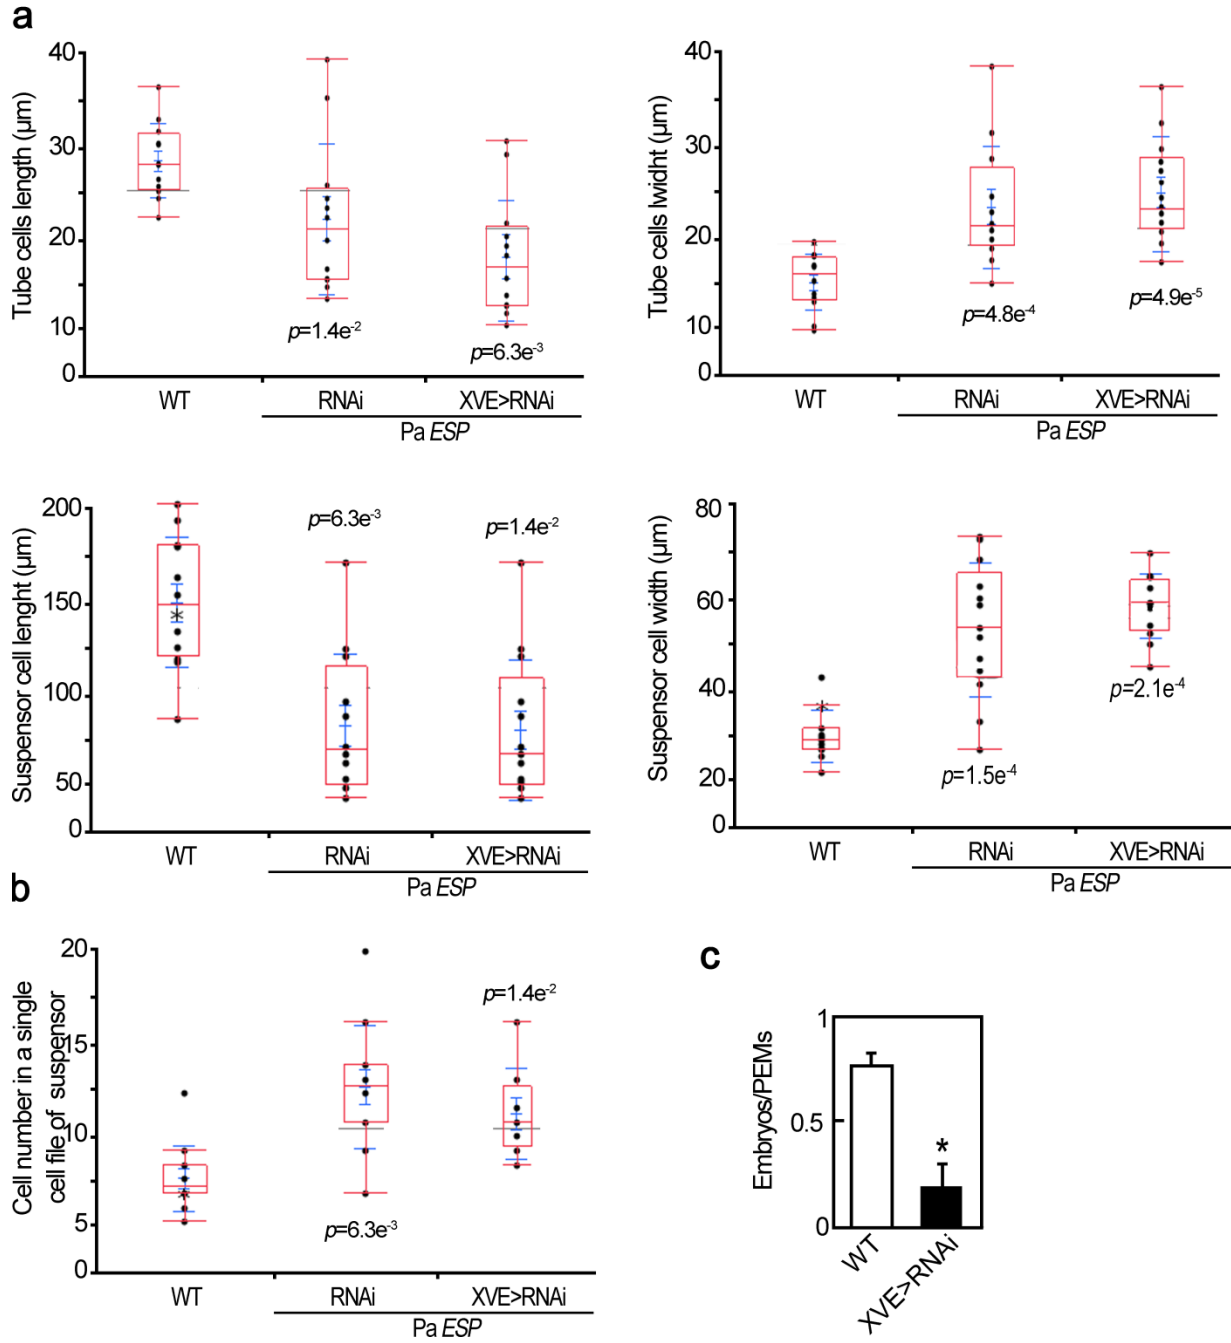 a
Tube cells length (µm)
40
30
20
10
0
p=1.4e-2
p=6.3e-3
WT
RNAi
XVE>RNAi
Pa ESP
Tube cells lwidht (µm)
40
30
20
10
0
p=4.8e-4
p=4.9e-5
WT
RNAi
XVE>RNAi
Pa ESP
Suspensor cell lenght (µm)
200
150
100
50
0
p=6.3e-3
p=1.4e-2
WT
RNAi
XVE>RNAi
Pa ESP
Suspensor cell width (µm)
80
60
40
20
0
p=1.5e-4
p=2.1e-4
WT
RNAi
XVE>RNAi
Pa ESP
b
Cell number in a single
cell file of suspensor
20
15
10
5
0
p=6.3e-3
p=1.4e-2
WT
RNAi
XVE>RNAi
Pa ESP
c
Embryos/PEMs
1
0.5
0
*
WT
XVE>RNAi